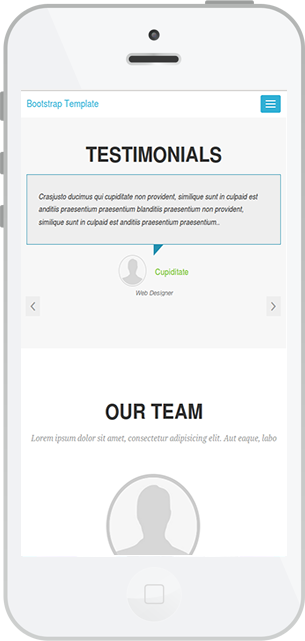 Bootstrap Template
TESTIMONIALS
Crasjusto ducimus qui cupiditate non provident, similique sunt in culpaid est
anditiis praesentium praesentium blanditiis praesentium non provident,
similique sunt in culpaid est anditiis praesentium praesentium..
Cupiditate
Web Designer
OUR TEAM
Lorem ipsum dolor sit amet, consectetur adipisicing elit. Aut eaque, labo